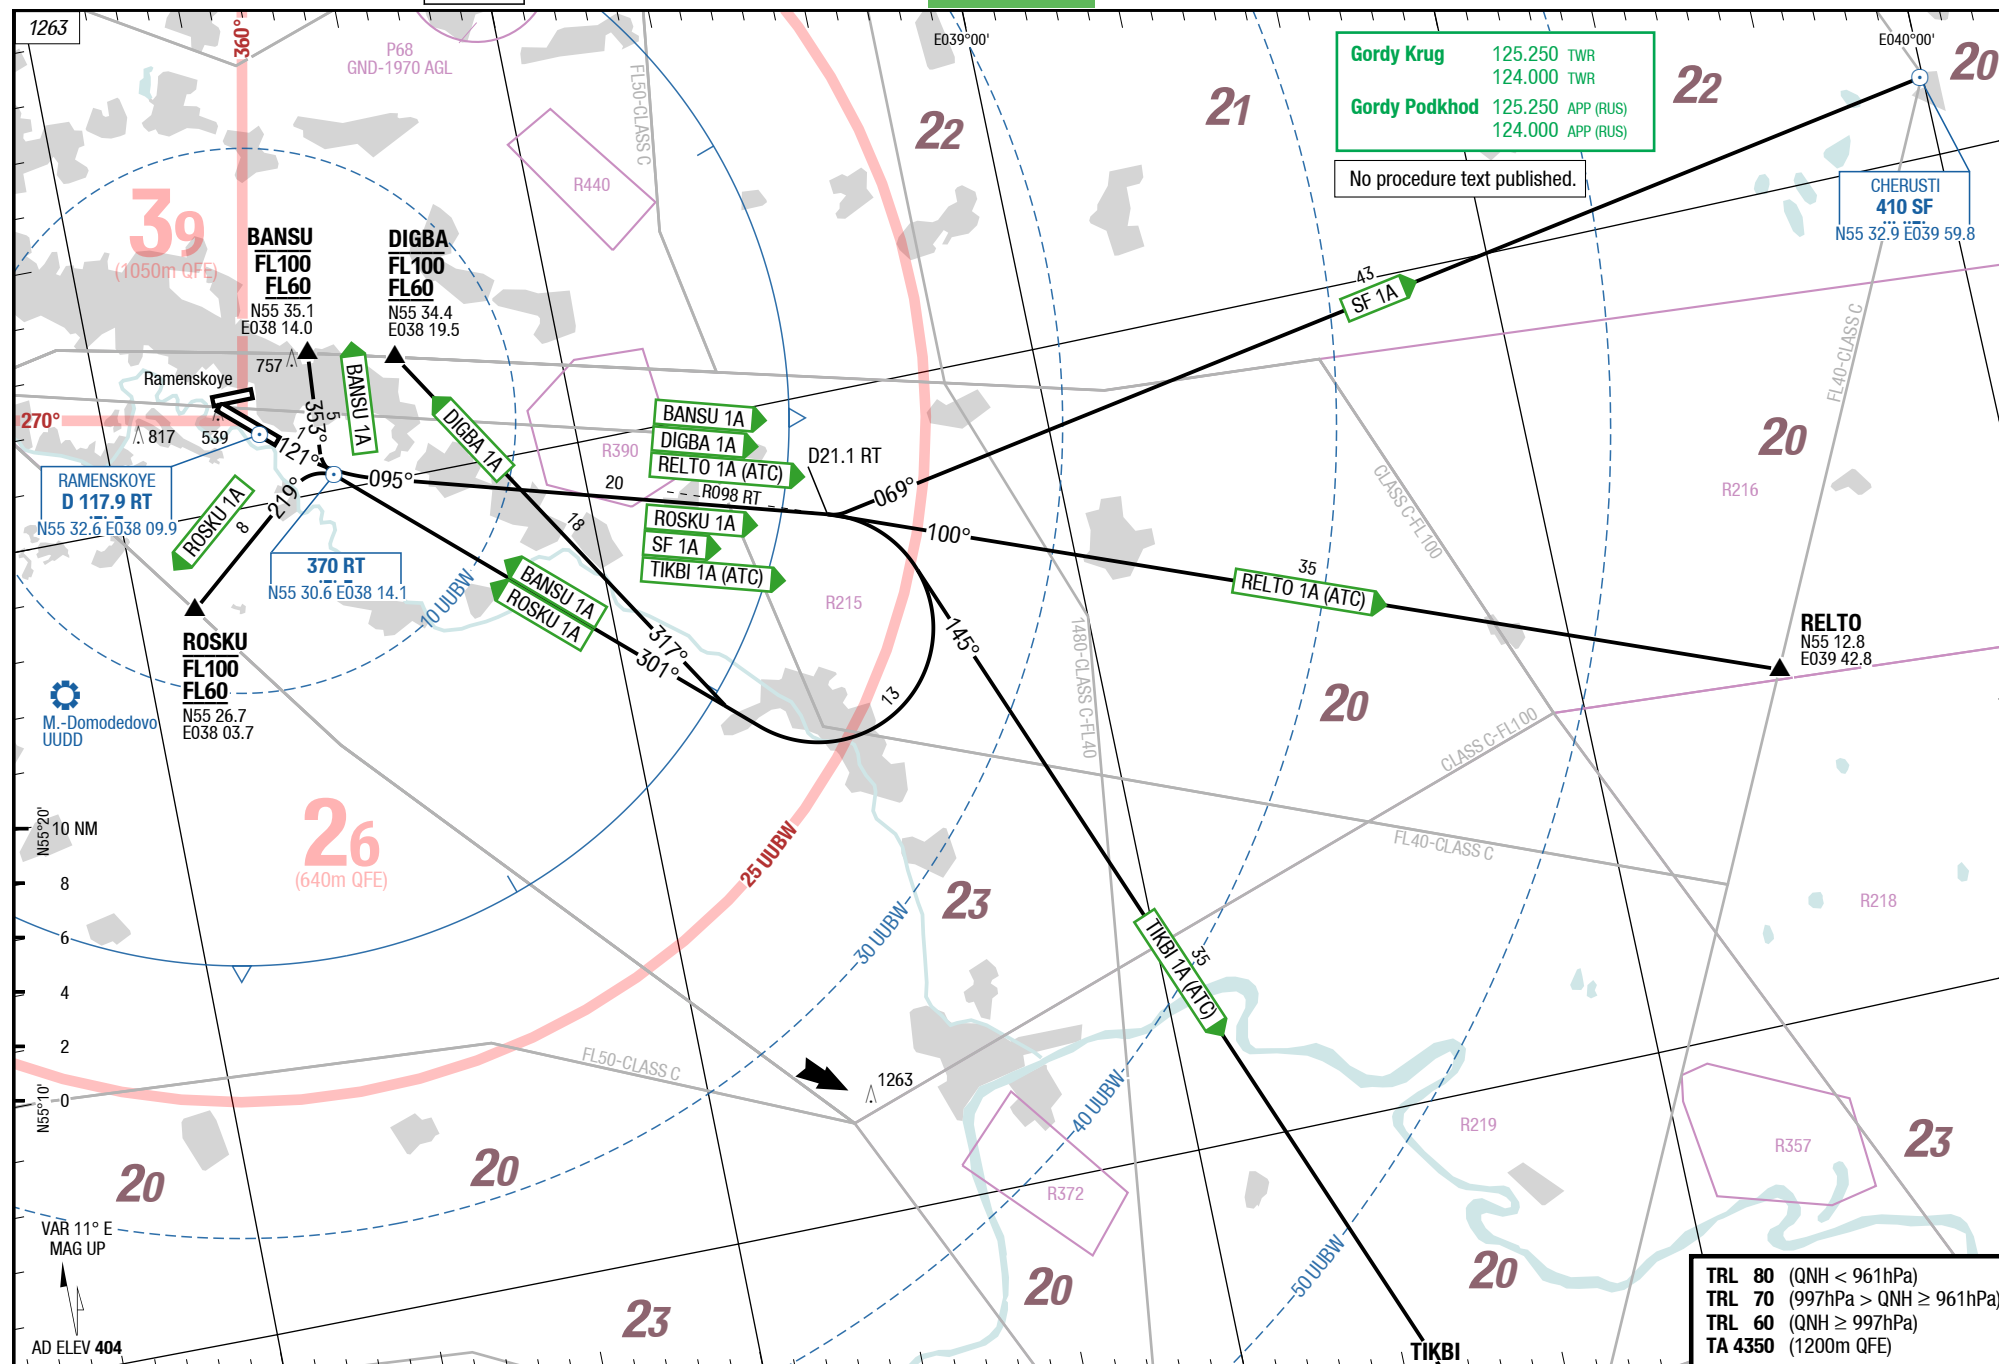 1263
360°
P68
GND-1970 AGL
FL50-CLASS C
E039°00'
E040°00'
22
21
22
20
Gordy Krug 125.250 TWR
124.000 TWR
Gordy Podkhod 125.250 APP (RUS)
124.000 APP (RUS)
No procedure text published.
CHERUSTI
410 SF
N55 32.9 E039 59.8
R440
39
(1050m QFE)
BANSU
FL100
FL60
N55 35.1
E038 14.0
DIGBA
FL100
FL60
N55 34.4
E038 19.5
43
SF 1A
FL40-CLASS C
757
Ramenskoye
270°
817
539
353°
5
BANSU 1A
DIGBA 1A
1
121°
R390
BANSU 1A
DIGBA 1A
RELTO 1A (ATC)
D21.1 RT
20
R216
CLASS C-FL100
RAMENSKOYE
D 117.9 RT
N55 32.6 E038 09.9
095°
20
R098 RT
069°
219°
8
ROSKU 1A
18
ROSKU 1A
SF 1A
TIKBI 1A (ATC)
100°
370 RT
N55 30.6 E038 14.1
10 UUBW
BANSU 1A
ROSKU 1A
R215
35
RELTO 1A (ATC)
317°
301°
145°
1480-CLASS C-FL40
RELTO
N55 12.8
E039 42.8
ROSKU
FL100
FL60
N55 26.7
E038 03.7
M.-Domodedovo
UUDD
13
20
CLASS C-FL100
26
(640m QFE)
25 UUBW
N55°20'
10 NM
8
6
4
2
0
N55°10'
FL40-CLASS C
23
30 UUBW
R218
TIKBI 1A (ATC)
35
FL50-CLASS C
1263
40 UUBW
R219
R357
23
20
20
R372
VAR 11° E
MAG UP
AD ELEV 404
23
20
50 UUBW
20
TIKBI
TRL 80 (QNH < 961hPa)
TRL 70 (997hPa > QNH ≥ 961hPa)
TRL 60 (QNH ≥ 997hPa)
TA 4350 (1200m QFE)